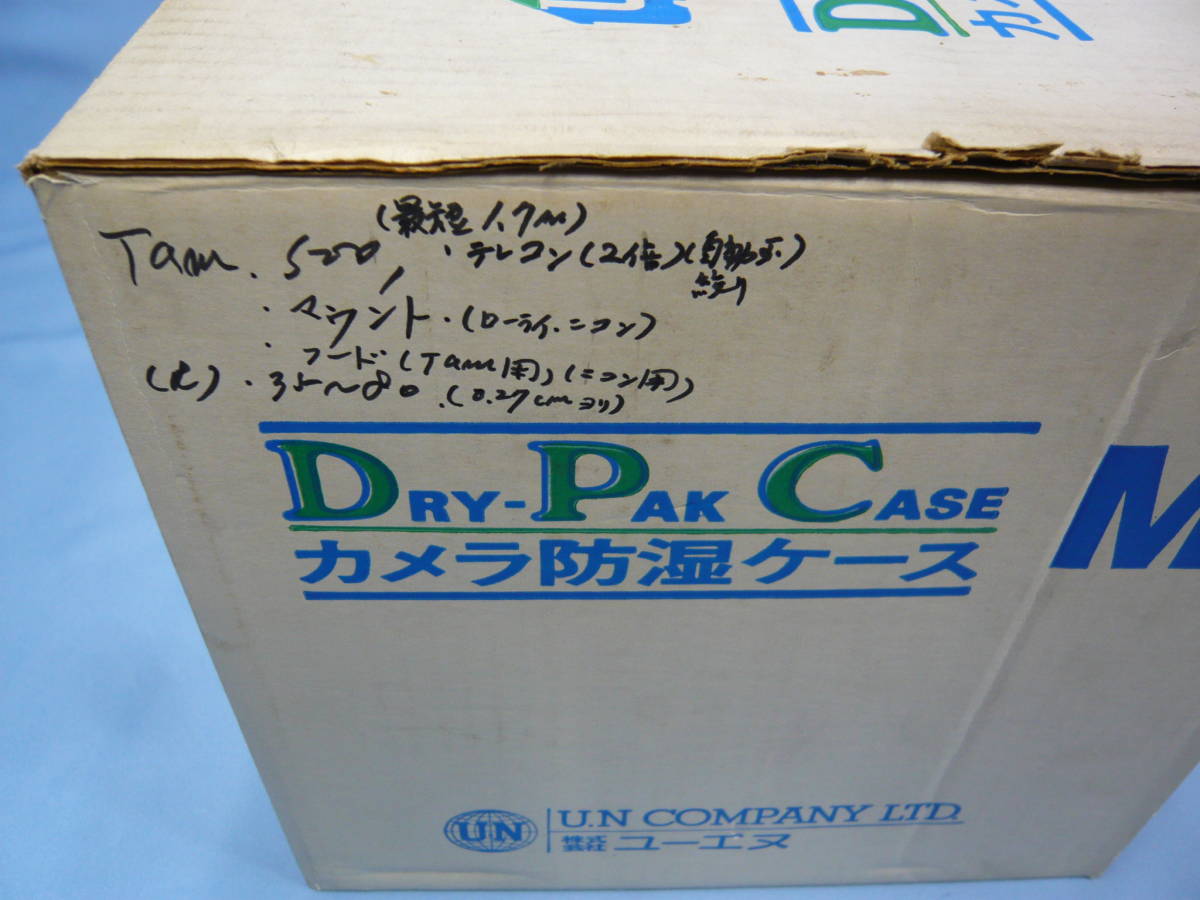 D カ
(最短 1.7m)
Tam. 500, ・テレコン(2倍)(自動
絞り
・マウント・(ローライ.ニコン)
・フード(Tam用)(ニコン用)
・35〜80 .(0.27cmヨリ)
DRY-PAK CASE
カメラ防湿ケース
M
UN U.N COMPANY LTD.
株式会社 ユーエヌ